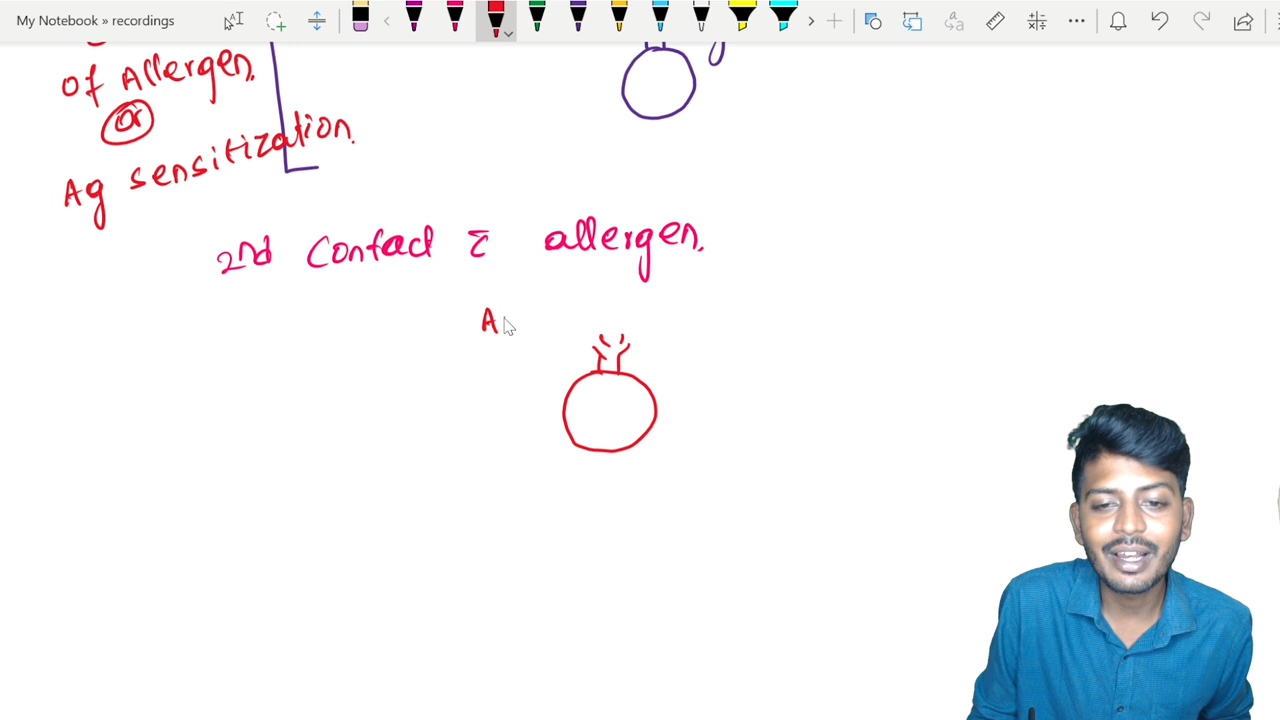 My Notebook » recordings
of Allergen.
or
Ag sensitization.
2nd Contact c̄ allergen.
A